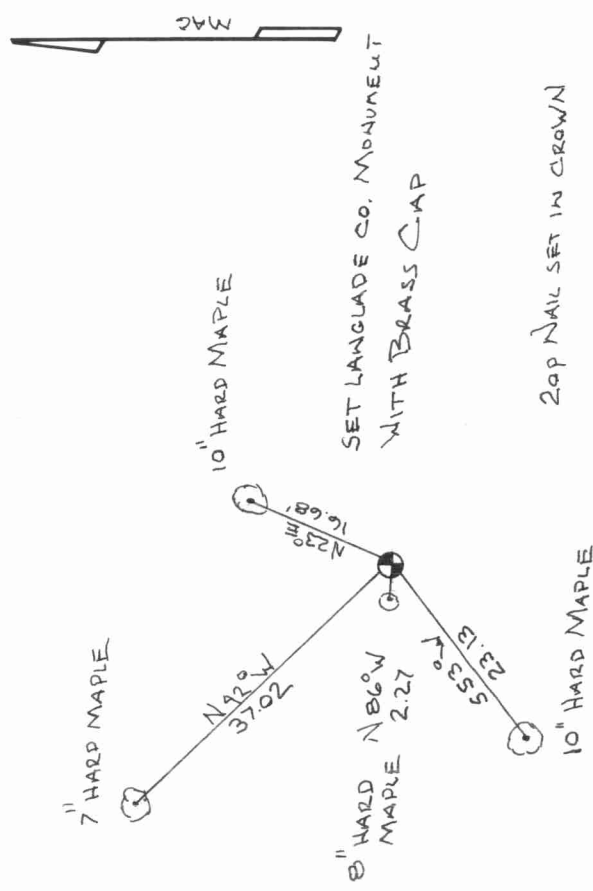 MAG
10" HARD MAPLE
7" HARD MAPLE
N23°E
16.68'
N42°W
37.02
SET LANGLADE CO. MONUMENT
WITH BRASS CAP
8" HARD
MAPLE
N86°W
2.27
S53°W
23.13
10" HARD MAPLE
20p NAIL SET IN CROWN